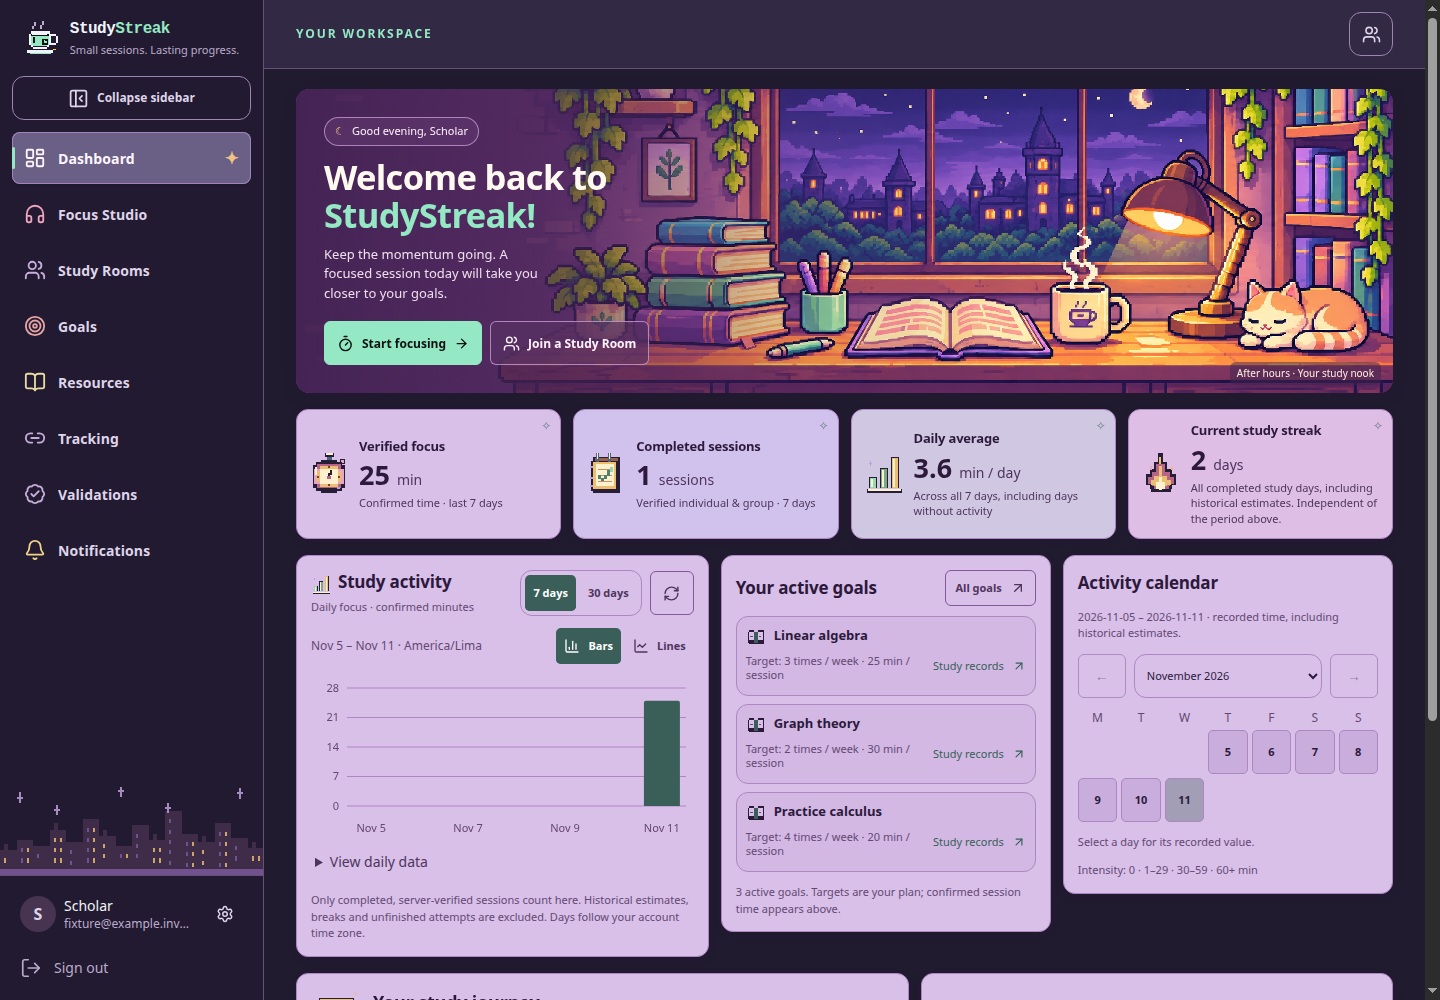 StudyStreak
Small sessions. Lasting progress.
Collapse sidebar
Dashboard
Focus Studio
Study Rooms
Goals
Resources
Tracking
Validations
Notifications
S
Scholar
fixture@example.inv...
Sign out
YOUR WORKSPACE
Good evening, Scholar
Welcome back to
StudyStreak!
Keep the momentum going. A
focused session today will take you
closer to your goals.
Start focusing →
Join a Study Room
After hours · Your study nook
Verified focus
25 min
Confirmed time · last 7 days
Completed sessions
1 sessions
Verified individual & group · 7 days
Daily average
3.6 min / day
Across all 7 days, including days
without activity
Current study streak
2 days
All completed study days, including
historical estimates. Independent of
the period above.
Study activity
Daily focus · confirmed minutes
7 days
30 days
Nov 5 – Nov 11 · America/Lima
Bars
Lines
28
21
14
7
0
Nov 5
Nov 7
Nov 9
Nov 11
View daily data
Only completed, server-verified sessions count here. Historical estimates,
breaks and unfinished attempts are excluded. Days follow your account
time zone.
Your active goals
All goals
Linear algebra
Target: 3 times / week · 25 min /
session
Study records
Graph theory
Target: 2 times / week · 30 min /
session
Study records
Practice calculus
Target: 4 times / week · 20 min /
session
Study records
3 active goals. Targets are your plan; confirmed session
time appears above.
Activity calendar
2026-11-05 – 2026-11-11 · recorded time, including
historical estimates.
←
November 2026
→
M T W T F S S
5 6 7 8
9 10 11
Select a day for its recorded value.
Intensity: 0 · 1–29 · 30–59 · 60+ min
Your study journey